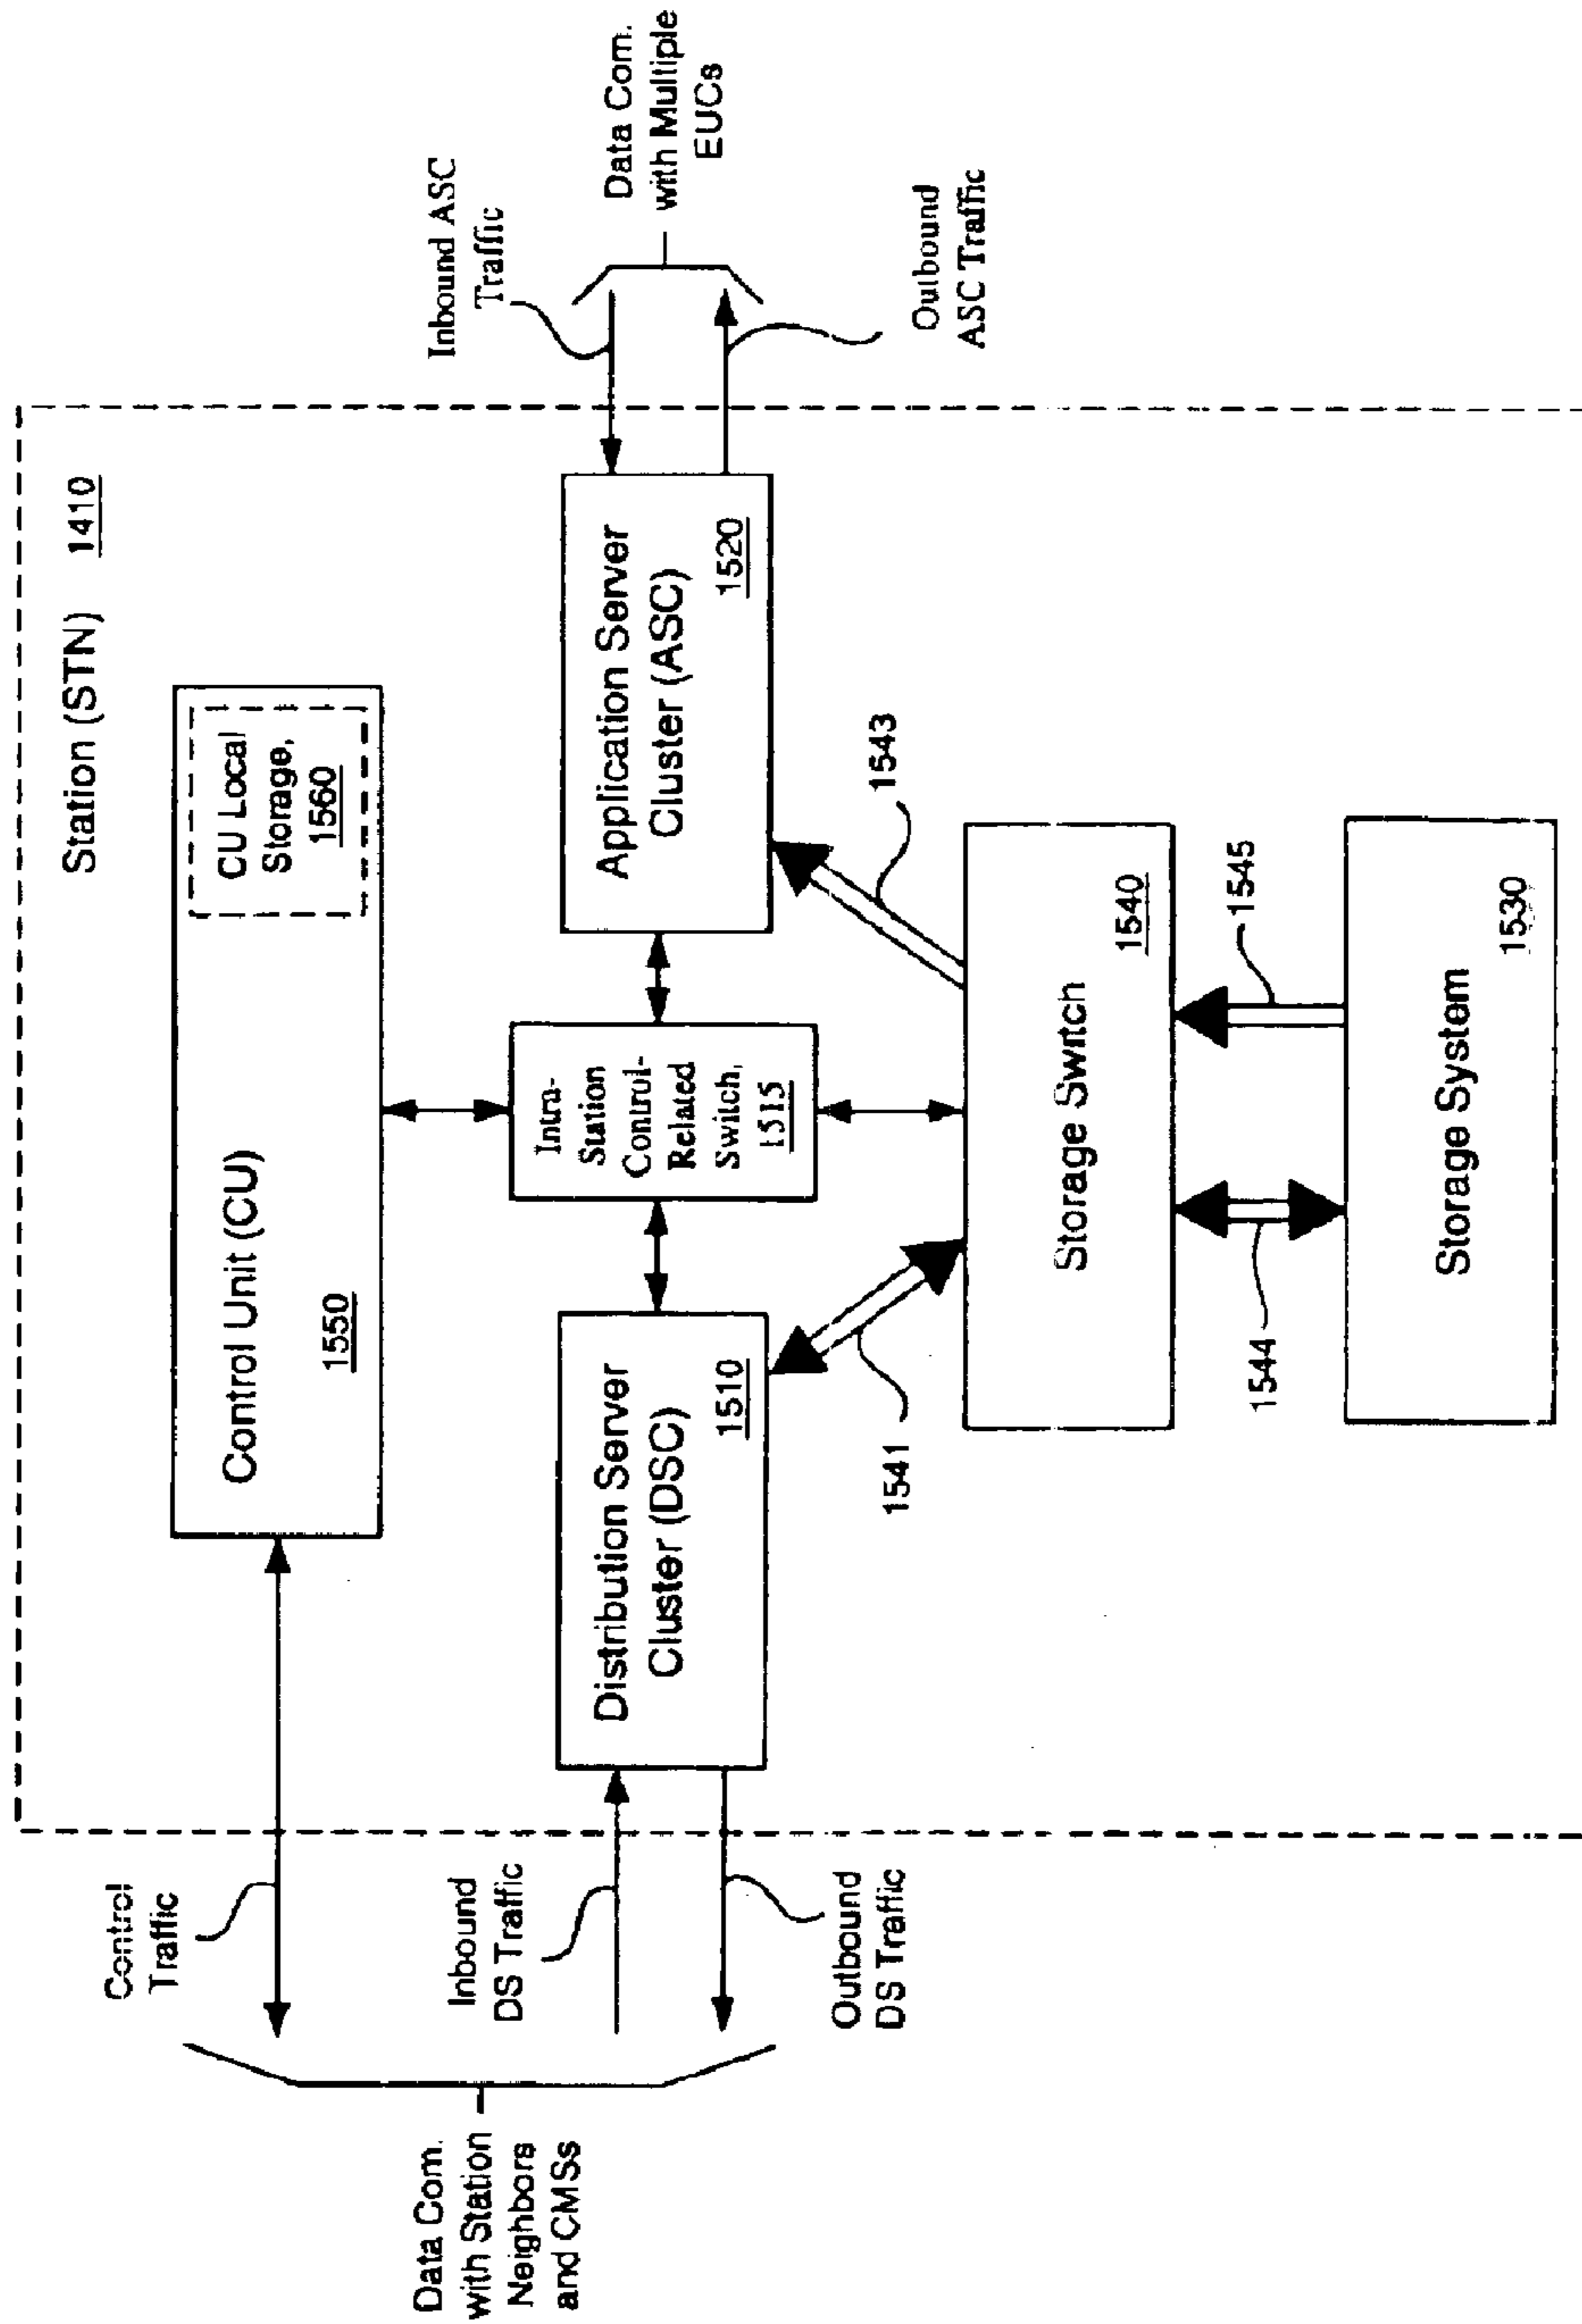 Station (STN) 1410
Control Unit (CU)
1550
CU Local
Storage,
1560
Control
Traffic
Inbound
DS Traffic
Outbound
DS Traffic
Data Com.
with Station
Neighbors
and CMSs
Distribution Server
Cluster (DSC)
1510
Intra-
Station
Control-
Related
Switch,
1515
Application Server
Cluster (ASC)
1520
Inbound ASC
Traffic
Data Com.
with Multiple
EUCs
Outbound
ASC Traffic
1541
1543
Storage Switch
1540
1544
1545
Storage System
1530